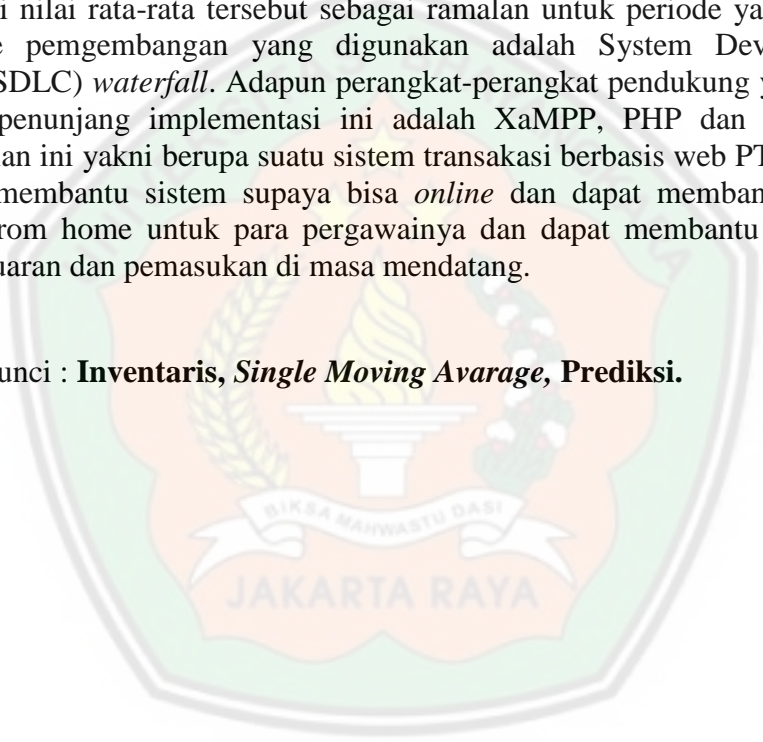 i nilai rata-rata tersebut sebagai ramalan untuk periode ya
e pemgembangan yang digunakan adalah System Dev
SDLC) waterfall. Adapun perangkat-perangkat pendukung y
penunjang implementasi ini adalah XaMPP, PHP dan
an ini yakni berupa suatu sistem transakasi berbasis web PT
membantu sistem supaya bisa online dan dapat memban
rom home untuk para pergawainya dan dapat membantu
uaran dan pemasukan di masa mendatang.
unci : Inventaris, Single Moving Avarage, Prediksi.
BIKSA MAHWASTU DASI
JAKARTA RAYA